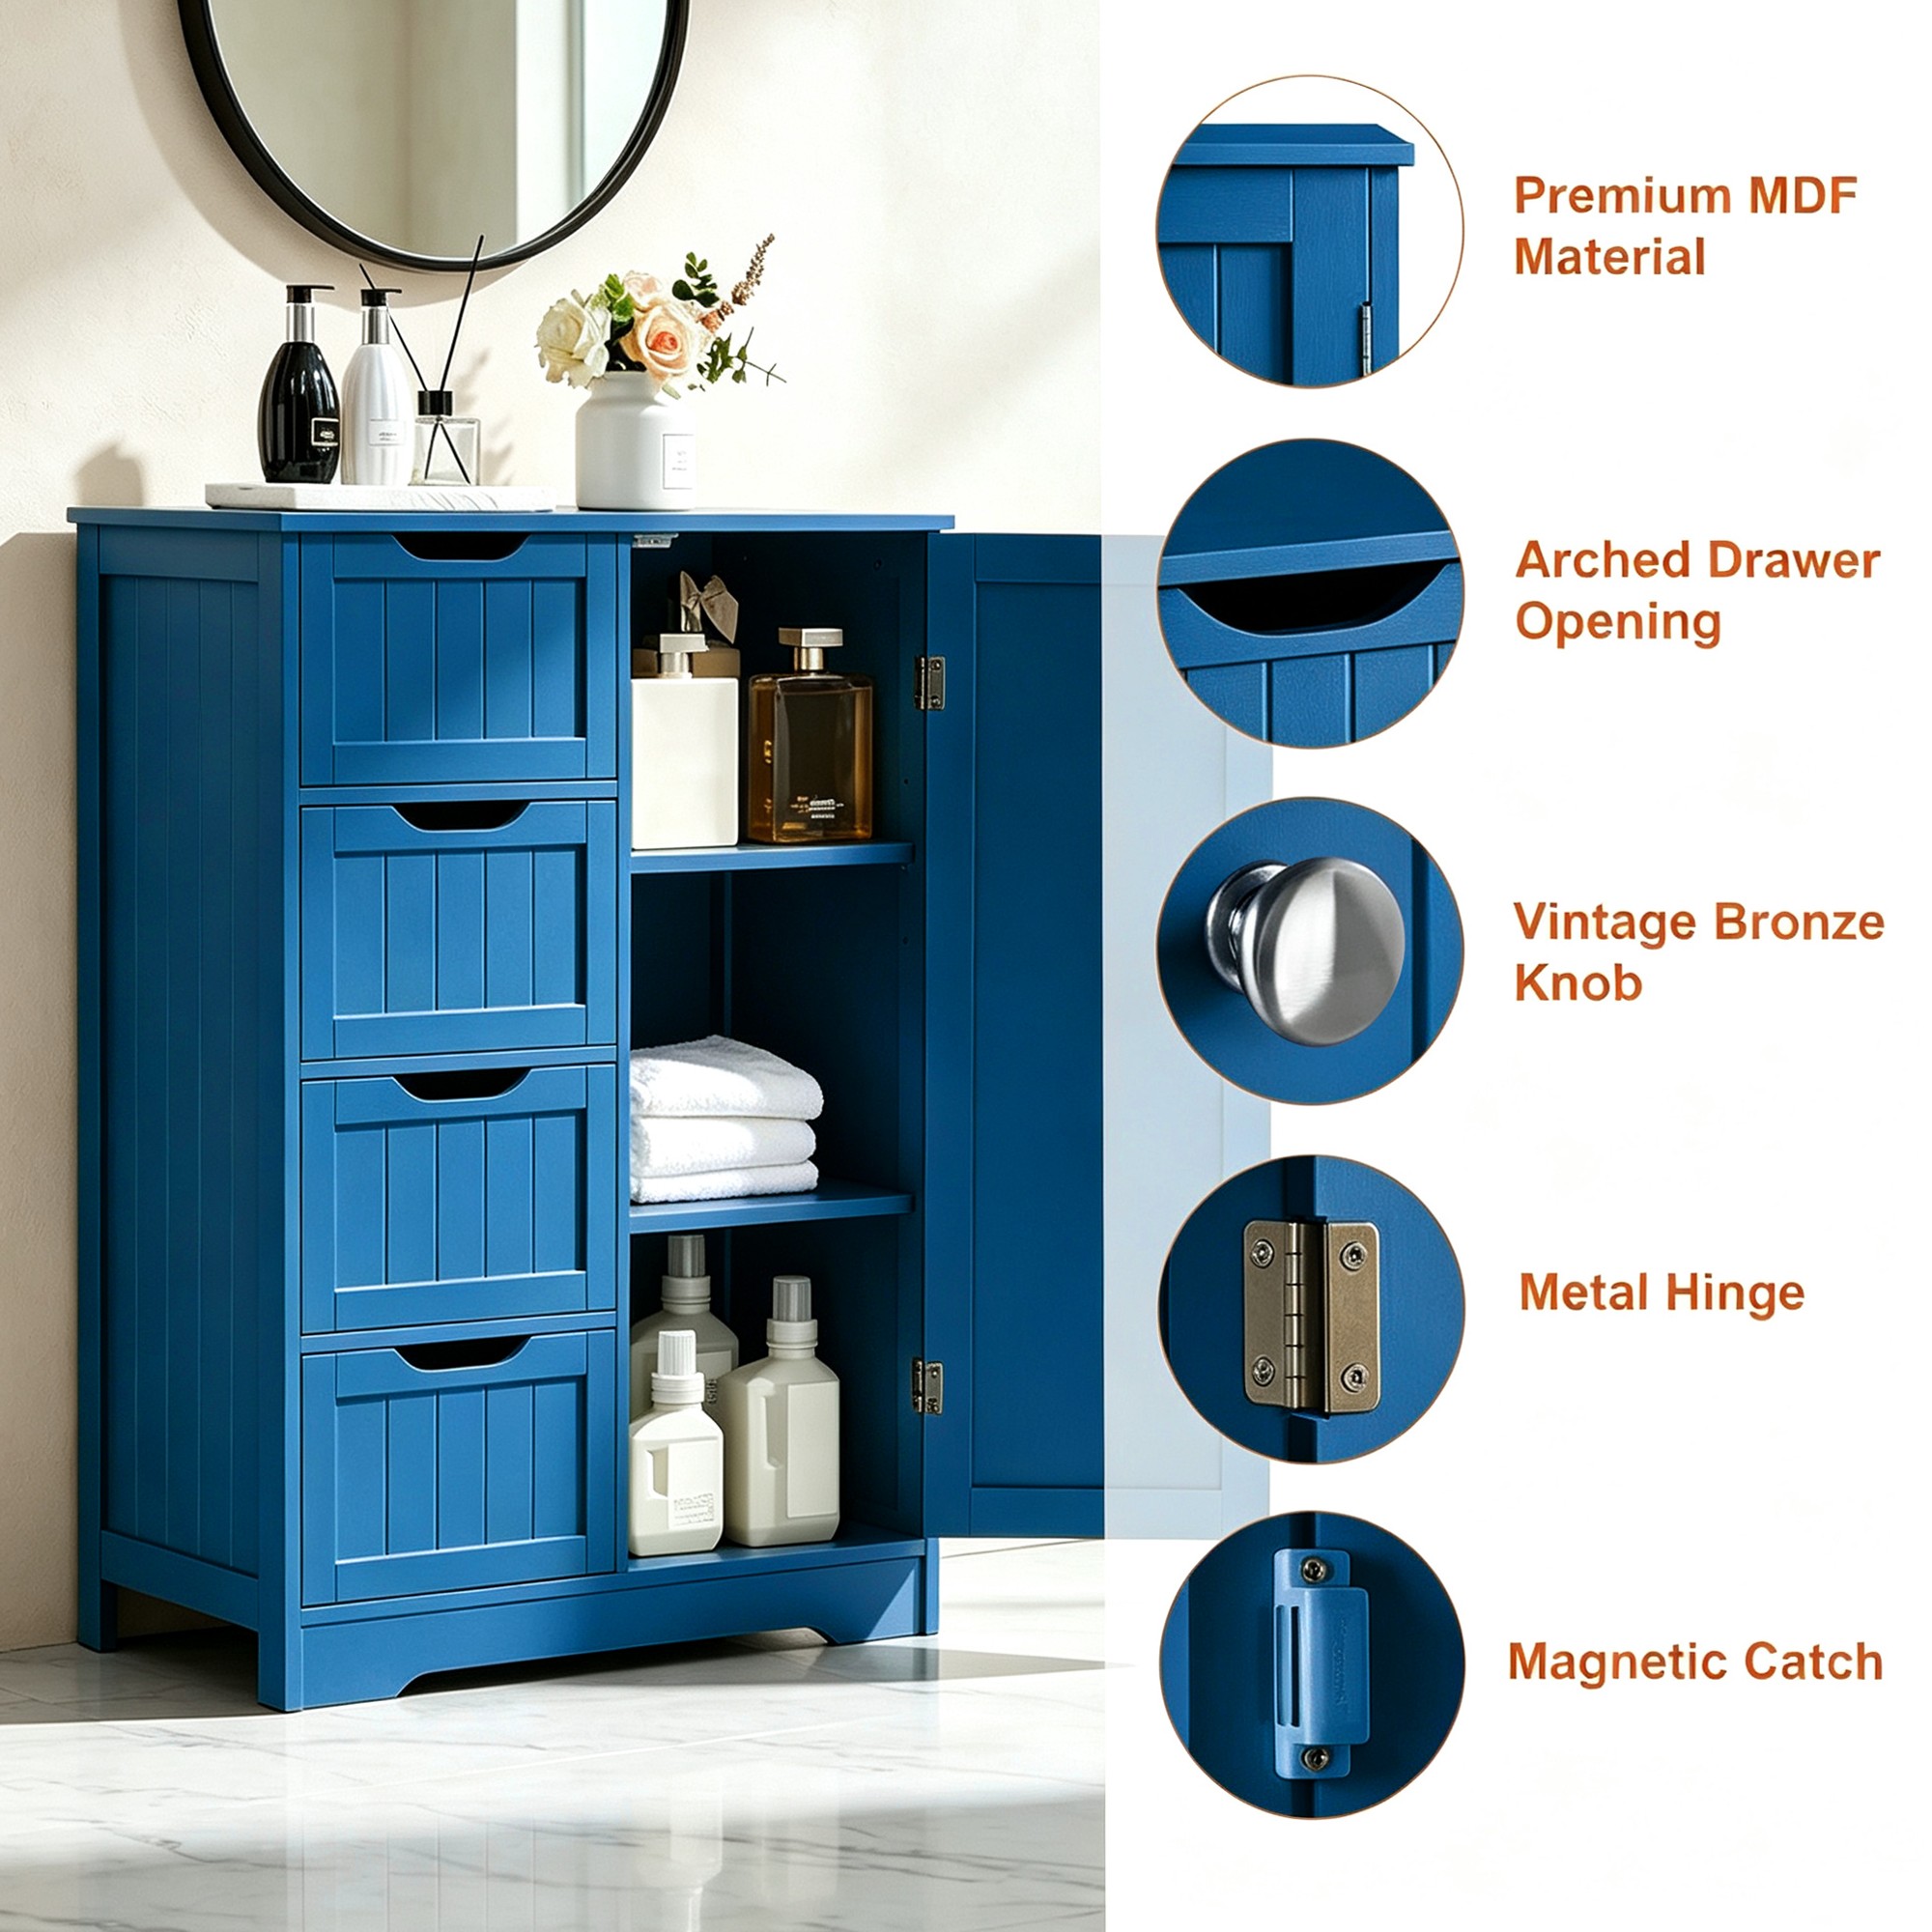 Premium MDF
Material
Arched Drawer
Opening
Vintage Bronze
Knob
Metal Hinge
Magnetic Catch